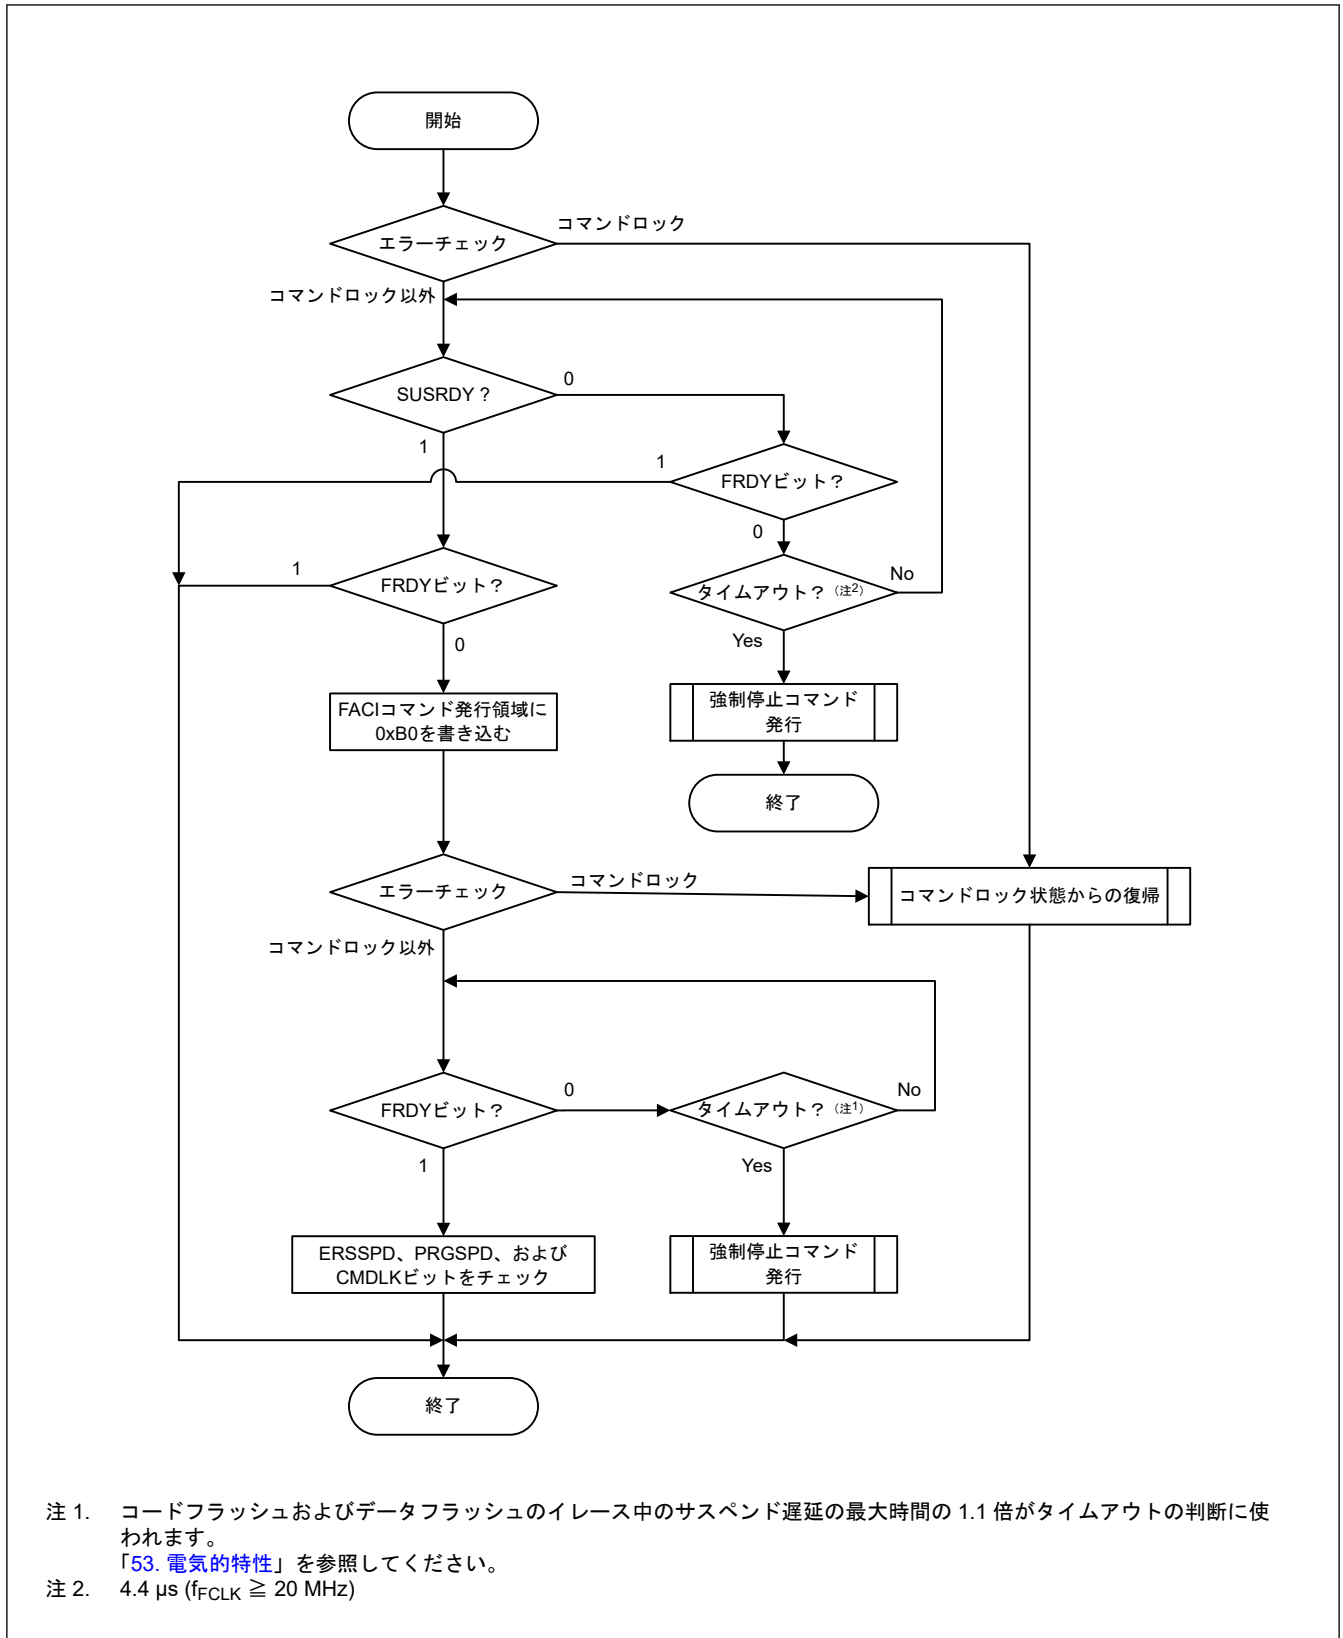 開始
エラーチェック
コマンドロック
コマンドロック以外
SUSRDY ?
0
1
FRDYビット？
1
0
タイムアウト？（注2）
No
Yes
FRDYビット？
1
0
強制停止コマンド
発行
FACIコマンド発行領域に
0xB0を書き込む
終了
エラーチェック
コマンドロック
コマンドロック状態からの復帰
コマンドロック以外
FRDYビット？
0
タイムアウト？（注1）
No
1
Yes
ERSSPD、PRGSPD、および
CMDLKビットをチェック
強制停止コマンド
発行
終了
注 1. コードフラッシュおよびデータフラッシュのイレース中のサスペンド遅延の最大時間の 1.1 倍がタイムアウトの判断に使
われます。
「53. 電気的特性」を参照してください。
注 2. 4.4 µs (fFCLK ≧ 20 MHz)